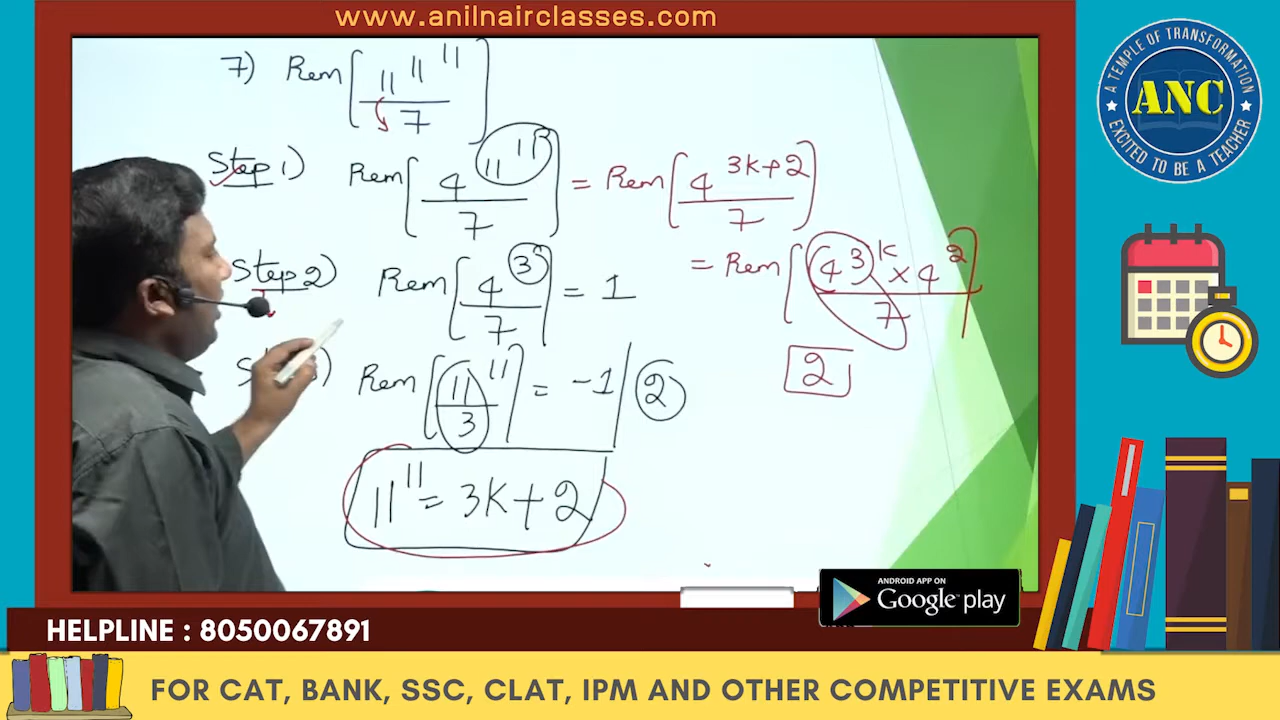 www.anilnairclasses.com
A TEMPLE OF TRANSFORMATION
ANC
EXCITED TO BE A TEACHER
7) Rem[11^11^11 / 7]
Step 1) Rem[4^11^11 / 7] = Rem[4^(3K+2) / 7]
= Rem[(4^3)^K × 4^2 / 7]
Step 2) Rem[4^3 / 7] = 1
2
Rem[11^11 / 3] = -1 | 2
11^11 = 3K+2
ANDROID APP ON
Google play
HELPLINE : 8050067891
FOR CAT, BANK, SSC, CLAT, IPM AND OTHER COMPETITIVE EXAMS